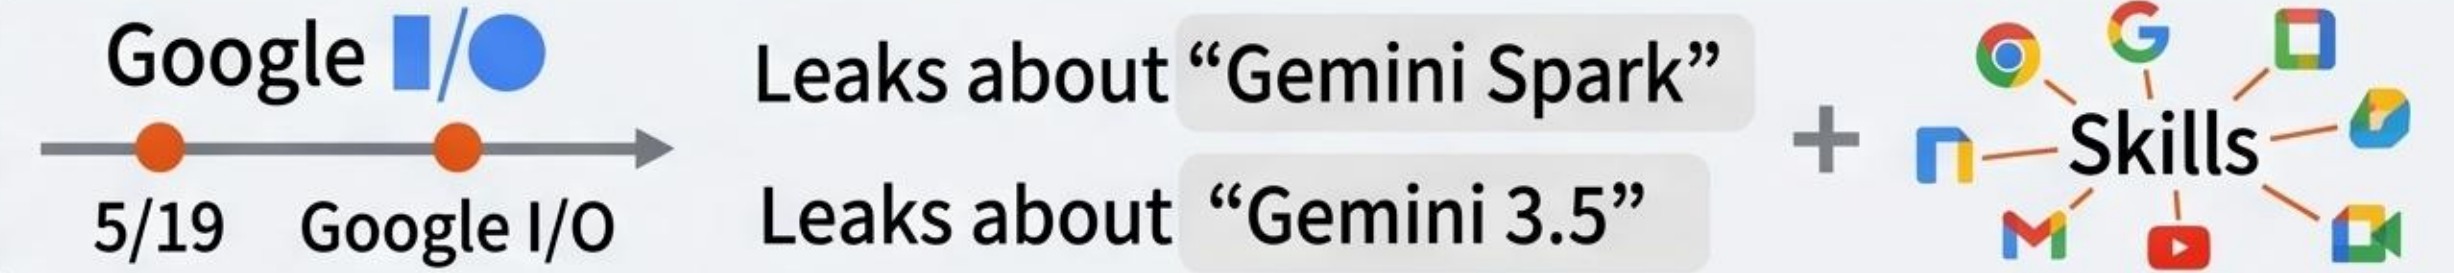 Google I/O
5/19
Google I/O
Leaks about “Gemini Spark”
Leaks about “Gemini 3.5”
+
Skills